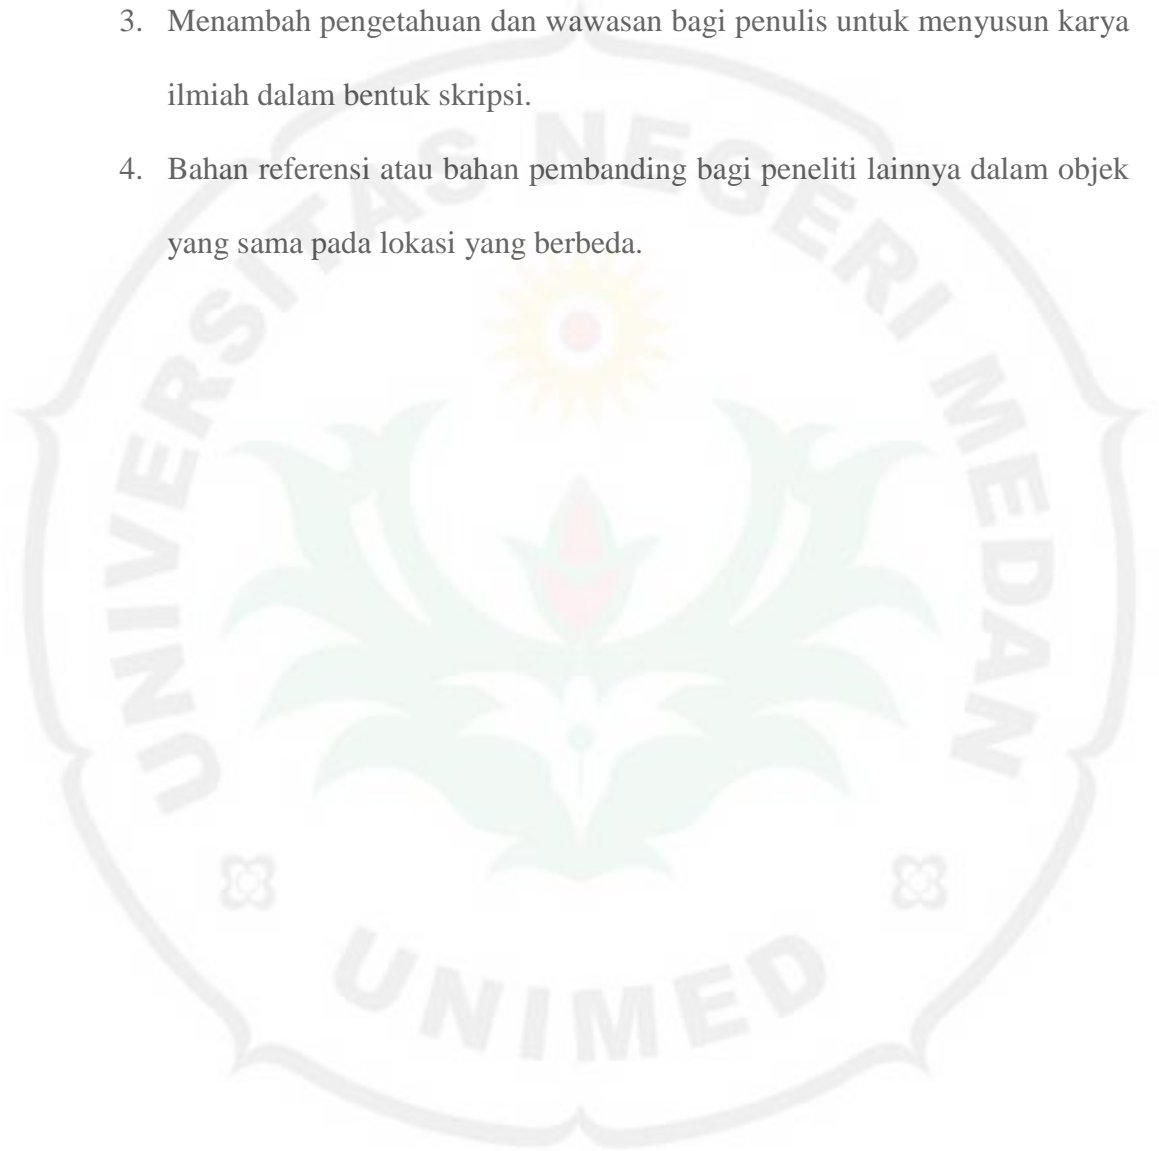 3. Menambah pengetahuan dan wawasan bagi penulis untuk menyusun karya
ilmiah dalam bentuk skripsi.
4. Bahan referensi atau bahan pembanding bagi peneliti lainnya dalam objek
yang sama pada lokasi yang berbeda.
UNIVERSITAS NEGERI MEDAN
UNIMED